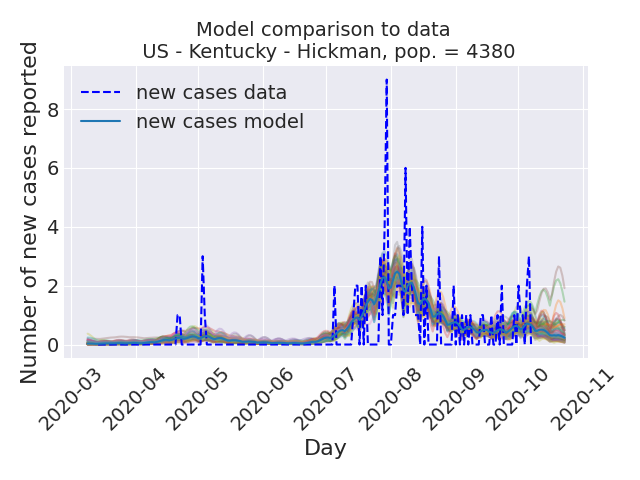 Model comparison to data
US - Kentucky - Hickman, pop. = 4380
Number of new cases reported
new cases data
new cases model
8
6
4
2
0
2020-03
2020-04
2020-05
2020-06
2020-07
2020-08
2020-09
2020-10
2020-11
Day